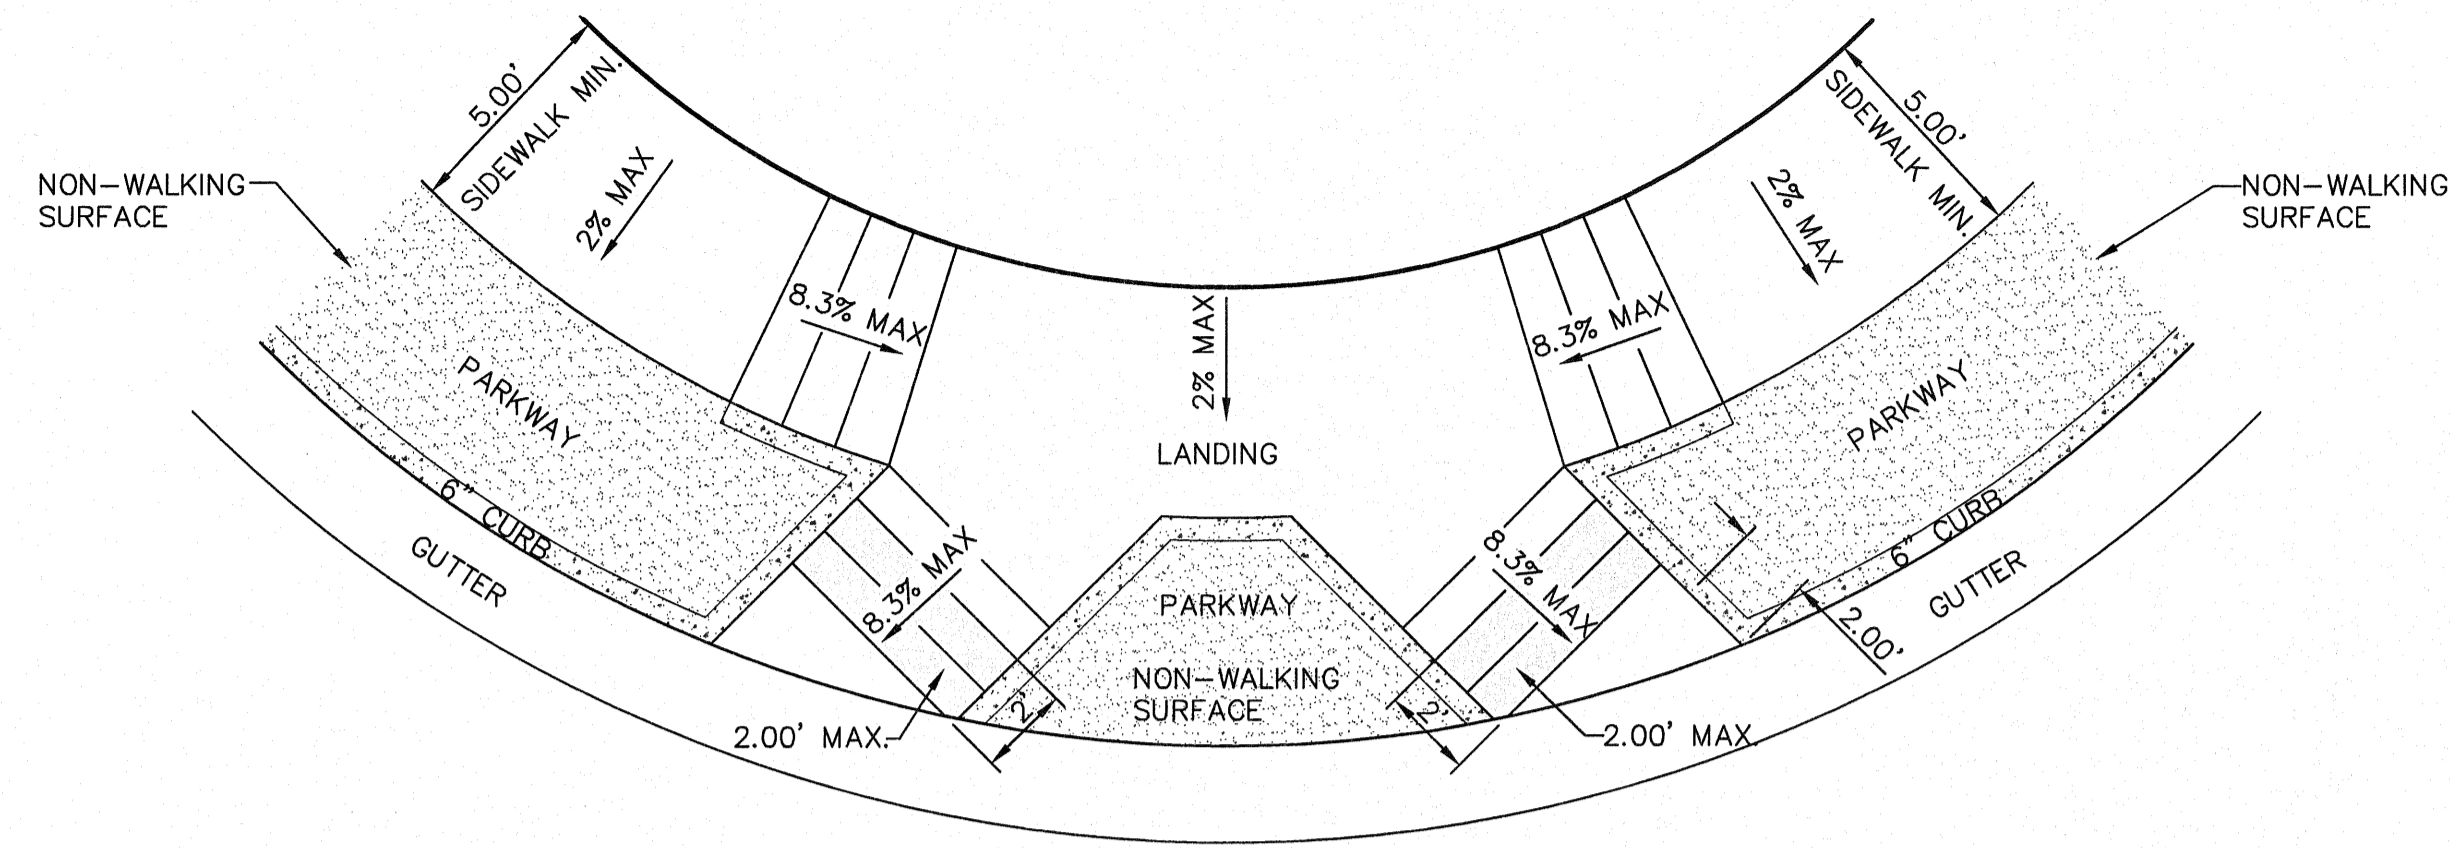 5.00'
SIDEWALK MIN.
2% MAX
NON-WALKING
SURFACE
8.3% MAX
PARKWAY
6" CURB
GUTTER
2% MAX
LANDING
8.3% MAX
2.00' MAX.
2'
PARKWAY
NON-WALKING
SURFACE
2'
2.00' MAX.
8.3% MAX
8.3% MAX
5.00'
SIDEWALK MIN.
2% MAX
NON-WALKING
SURFACE
PARKWAY
6" CURB
GUTTER
2.00'